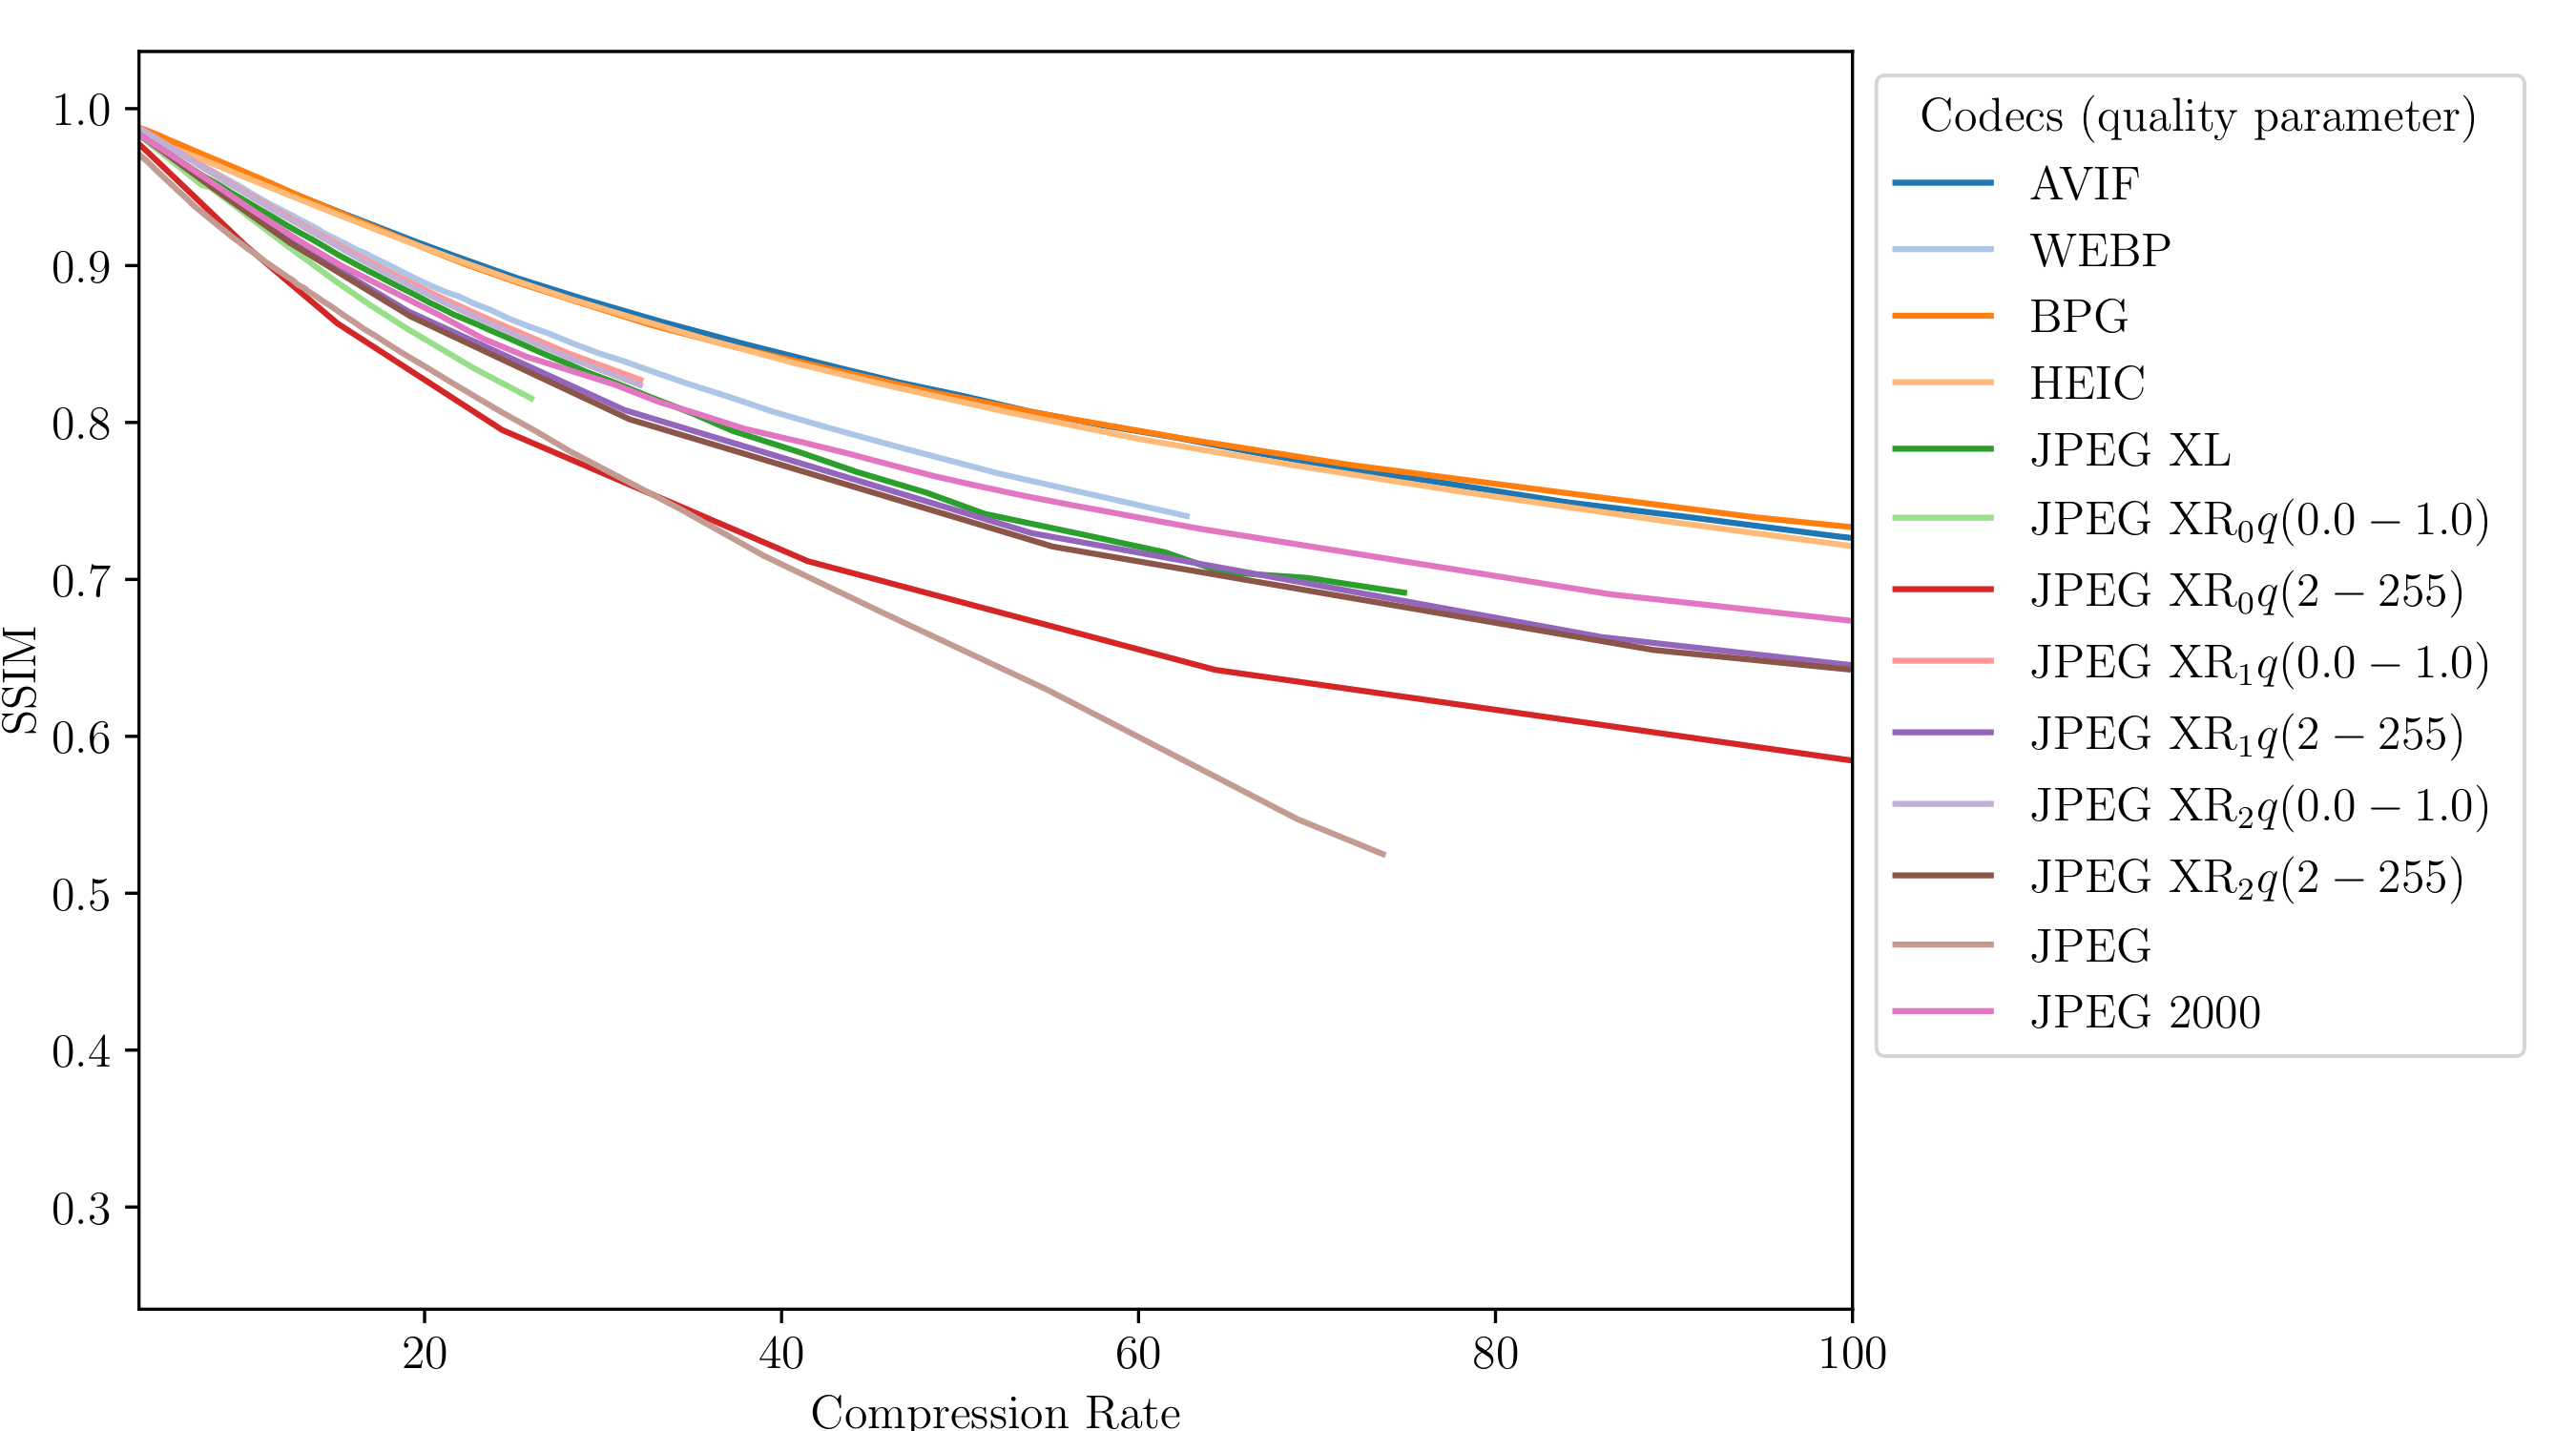 1.0
0.9
0.8
0.7
0.6
0.5
0.4
0.3
SSIM
20 40 60 80 100
Compression Rate
Codecs (quality parameter)
AVIF
WEBP
BPG
HEIC
JPEG XL
JPEG XR₀q(0.0 − 1.0)
JPEG XR₀q(2 − 255)
JPEG XR₁q(0.0 − 1.0)
JPEG XR₁q(2 − 255)
JPEG XR₂q(0.0 − 1.0)
JPEG XR₂q(2 − 255)
JPEG
JPEG 2000